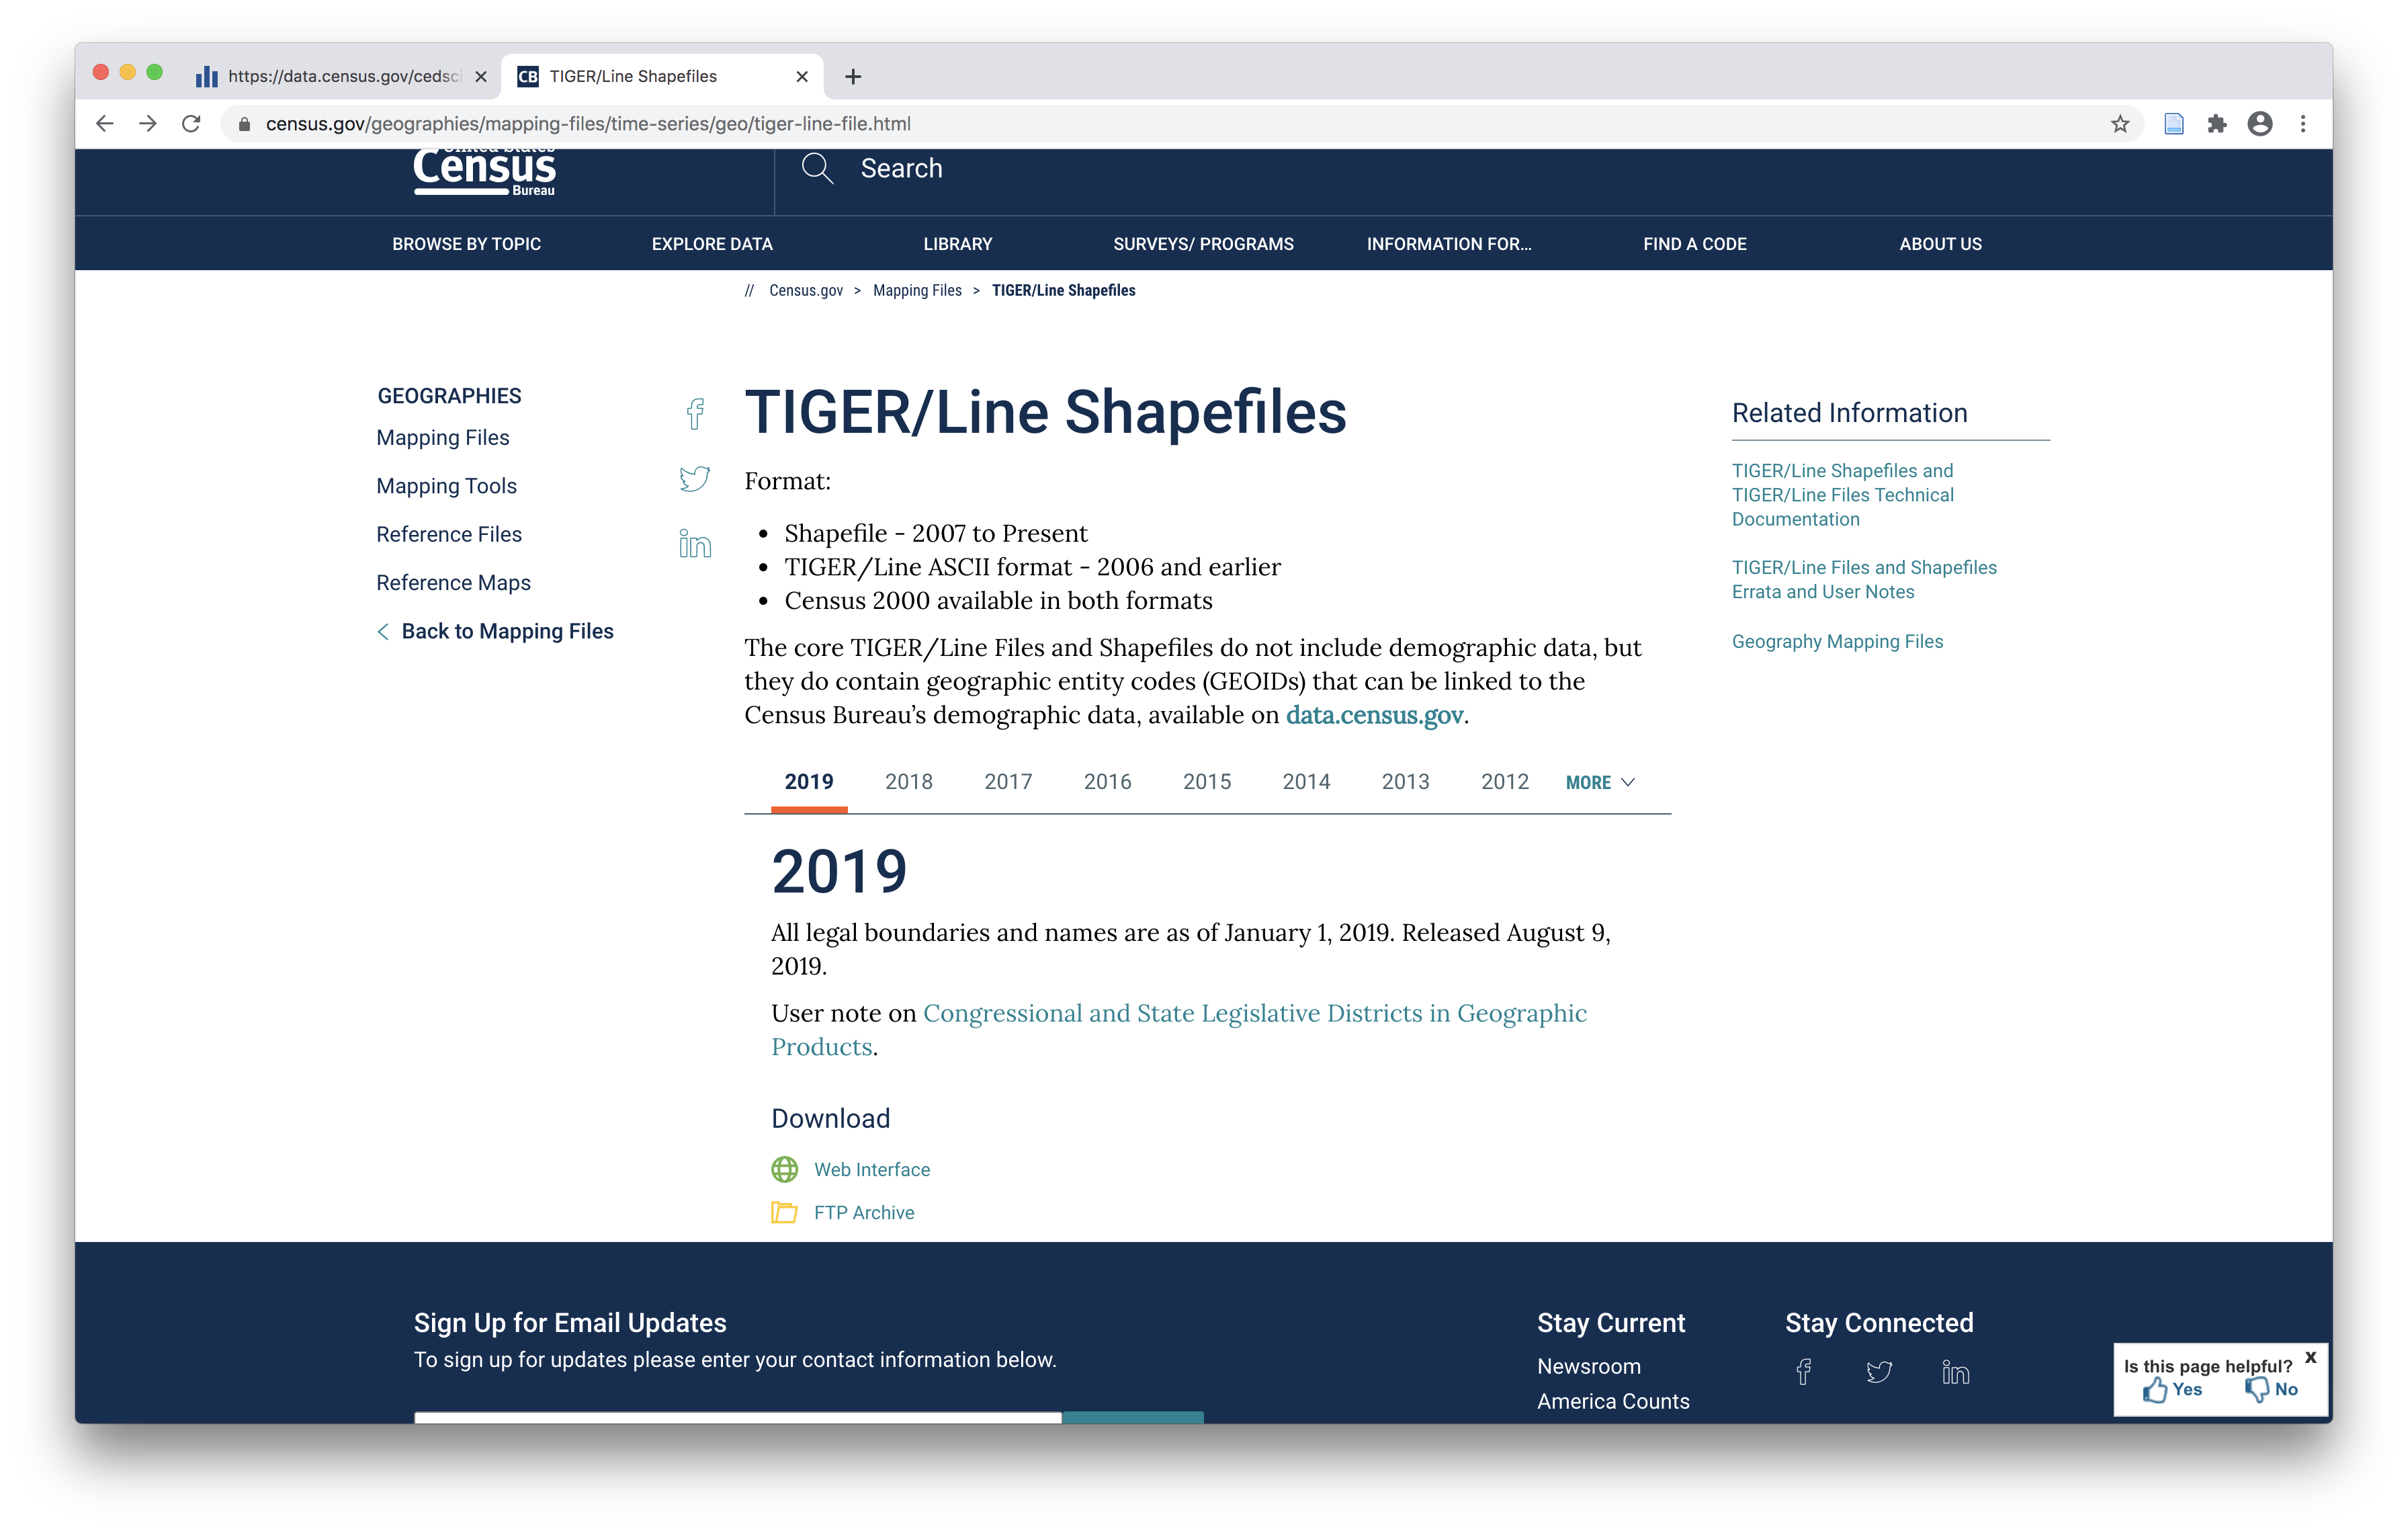 https://data.census.gov/cedsci
CB TIGER/Line Shapefiles
census.gov/geographies/mapping-files/time-series/geo/tiger-line-file.html
United States
Census
Bureau
Search
BROWSE BY TOPIC
EXPLORE DATA
LIBRARY
SURVEYS/ PROGRAMS
INFORMATION FOR...
FIND A CODE
ABOUT US
// Census.gov > Mapping Files > TIGER/Line Shapefiles
GEOGRAPHIES
Mapping Files
Mapping Tools
Reference Files
Reference Maps
Back to Mapping Files
TIGER/Line Shapefiles
Format:
• Shapefile - 2007 to Present
• TIGER/Line ASCII format - 2006 and earlier
• Census 2000 available in both formats
The core TIGER/Line Files and Shapefiles do not include demographic data, but
they do contain geographic entity codes (GEOIDs) that can be linked to the
Census Bureau’s demographic data, available on data.census.gov.
2019 2018 2017 2016 2015 2014 2013 2012 MORE
2019
All legal boundaries and names are as of January 1, 2019. Released August 9,
2019.
User note on Congressional and State Legislative Districts in Geographic
Products.
Download
Web Interface
FTP Archive
Related Information
TIGER/Line Shapefiles and
TIGER/Line Files Technical
Documentation
TIGER/Line Files and Shapefiles
Errata and User Notes
Geography Mapping Files
Sign Up for Email Updates
To sign up for updates please enter your contact information below.
Stay Current
Newsroom
America Counts
Stay Connected
Is this page helpful? X
Yes No